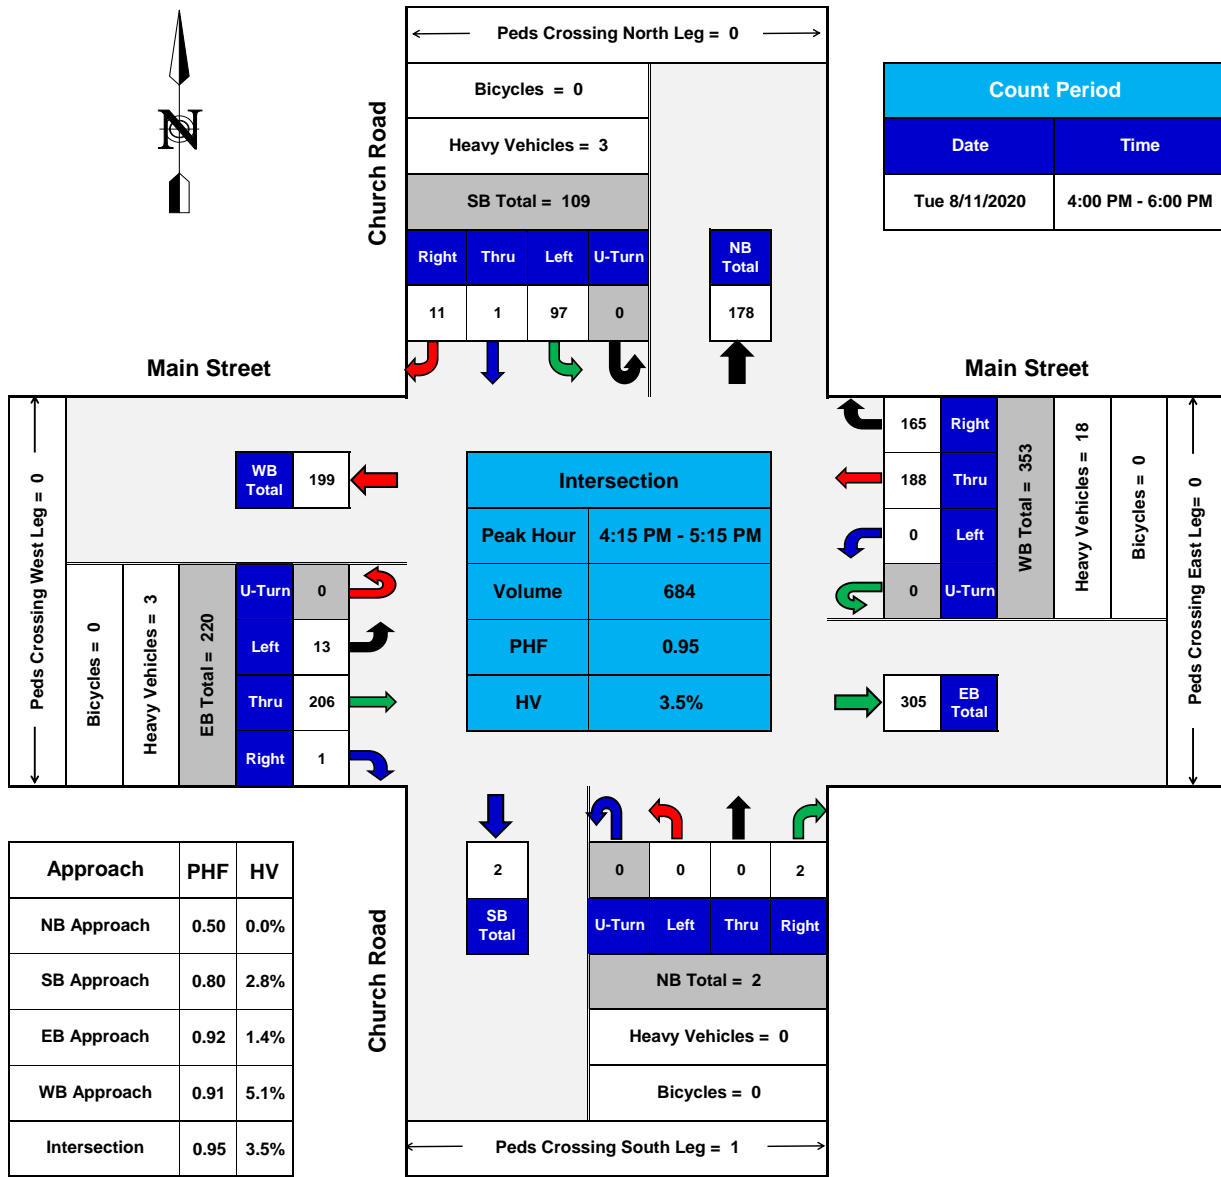 Peds Crossing North Leg = 0
N
Church Road
Bicycles = 0
Heavy Vehicles = 3
SB Total = 109
Right Thru Left U-Turn
11 1 97 0
NB
Total
178
Count Period
Date Time
Tue 8/11/2020 4:00 PM - 6:00 PM
Main Street
Main Street
Peds Crossing West Leg = 0
WB
Total
199
Bicycles = 0
Heavy Vehicles = 3
EB Total = 220
U-Turn 0
Left 13
Thru 206
Right 1
Intersection
Peak Hour 4:15 PM - 5:15 PM
Volume 684
PHF 0.95
HV 3.5%
165 Right
188 Thru
0 Left
0 U-Turn
WB Total = 353
Heavy Vehicles = 18
Bicycles = 0
Peds Crossing East Leg= 0
305
EB
Total
Approach PHF HV
NB Approach 0.50 0.0%
SB Approach 0.80 2.8%
EB Approach 0.92 1.4%
WB Approach 0.91 5.1%
Intersection 0.95 3.5%
Church Road
2
SB
Total
0 0 0 2
U-Turn Left Thru Right
NB Total = 2
Heavy Vehicles = 0
Bicycles = 0
Peds Crossing South Leg = 1